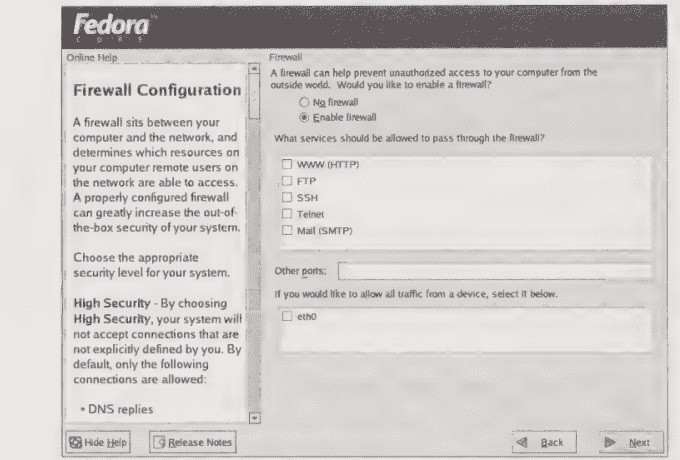 Fedora
CORE
Online Help
Firewall Configuration
A firewall sits between your
computer and the network, and
determines which resources on
your computer remote users on
the network are able to access.
A properly configured firewall
can greatly increase the out-of-
the-box security of your system.
Choose the appropriate
security level for your system.
High Security - By choosing
High Security, your system will
not accept connections that are
not explicitly defined by you. By
default, only the following
connections are allowed:
• DNS replies
Firewall
A firewall can help prevent unauthorized access to your computer from the
outside world. Would you like to enable a firewall?
No firewall
Enable firewall
What services should be allowed to pass through the firewall?
WWW (HTTP)
FTP
SSH
Telnet
Mail (SMTP)
Other ports:
If you would like to allow all traffic from a device, select it below.
eth0
Hide Help
Release Notes
Back
Next